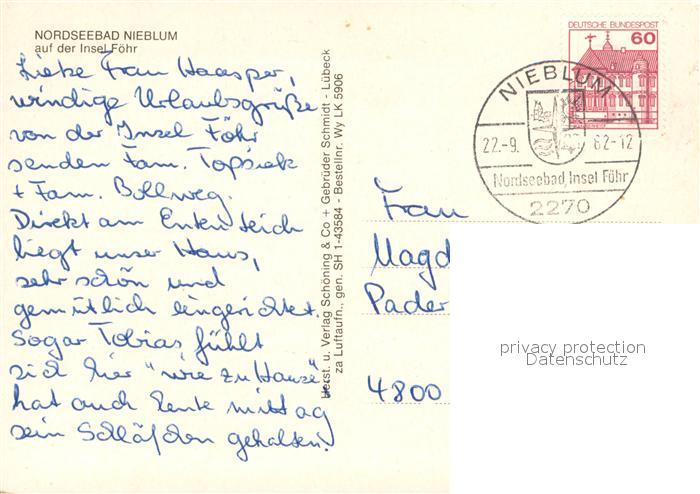 NORDSEEBAD NIEBLUM
auf der Insel Föhr
Liebe Frau Haasper,
windige Urlaubsgrüße
von der Insel Föhr
senden Fam. Topsiek
+ Fam. Bollweg.
Direkt am Ententeich
liegt unser Haus,
sehr schön und
gemütlich eingerichtet.
Sogar Tobias fühlt
sich hier "wie zu Hause",
hat auch heute mittag
sein Schläfchen gehalten.
Herst. u. Verlag Schöning & Co + Gebrüder Schmidt - Lübeck
za Luftaufn., gen. SH 1-43584 - Bestellnr. Wy LK 5906
DEUTSCHE BUNDESPOST
60
NIEBLUM
22.-9. 82-12
Nordseebad, Insel Föhr
2270
Frau
Magd
Pader
4800
privacy protection
Datenschutz